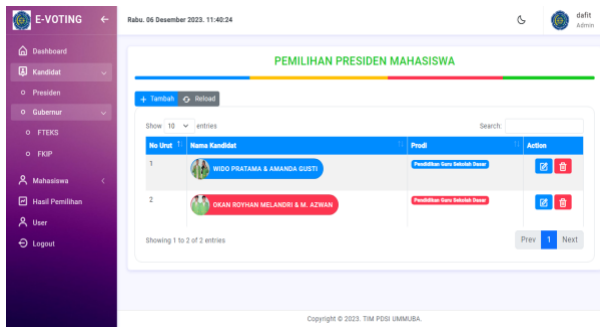 E-VOTING
Rabu. 06 Desember 2023. 11:40:24
dafit
Admin
Dashboard
Kandidat
Presiden
Gubernur
FTEKS
FKIP
Mahasiswa
Hasil Pemilihan
User
Logout
PEMILIHAN PRESIDEN MAHASISWA
+ Tambah Reload
Show 10 entries Search:
No Urut Nama Kandidat Prodi Action
1 WIDO PRATAMA & AMANDA GUSTI Pendidikan Guru Sekolah Dasar
2 OKAN ROYHAN MELANDRI & M. AZWAN Pendidikan Guru Sekolah Dasar
Showing 1 to 2 of 2 entries Prev 1 Next
Copyright © 2023. TIM PDSI UMMUBA.